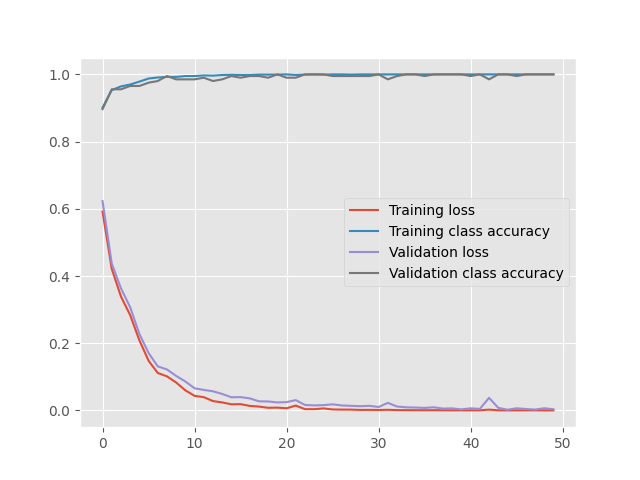 1.0
0.8
0.6
0.4
0.2
0.0
Training loss
Training class accuracy
Validation loss
Validation class accuracy
0 10 20 30 40 50